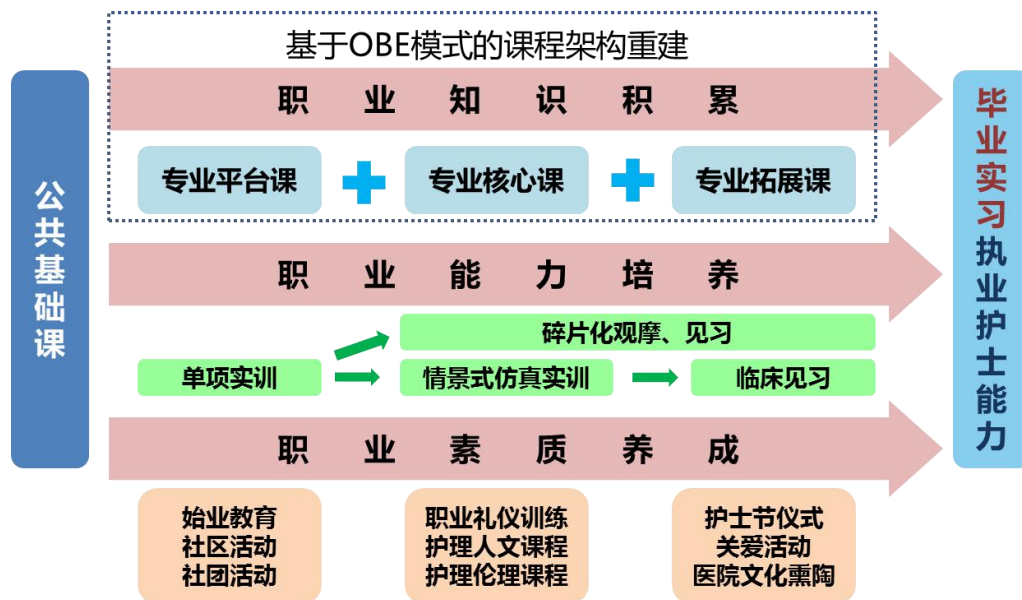 基于OBE模式的课程架构重建
职业知识积累
专业平台课
专业核心课
专业拓展课
公共基础课
毕业实习执业护士能力
职业能力培养
碎片化观摩、见习
单项实训
情景式仿真实训
临床见习
职业素质养成
始业教育
社区活动
社团活动
职业礼仪训练
护理人文课程
护理伦理课程
护士节仪式
关爱活动
医院文化熏陶